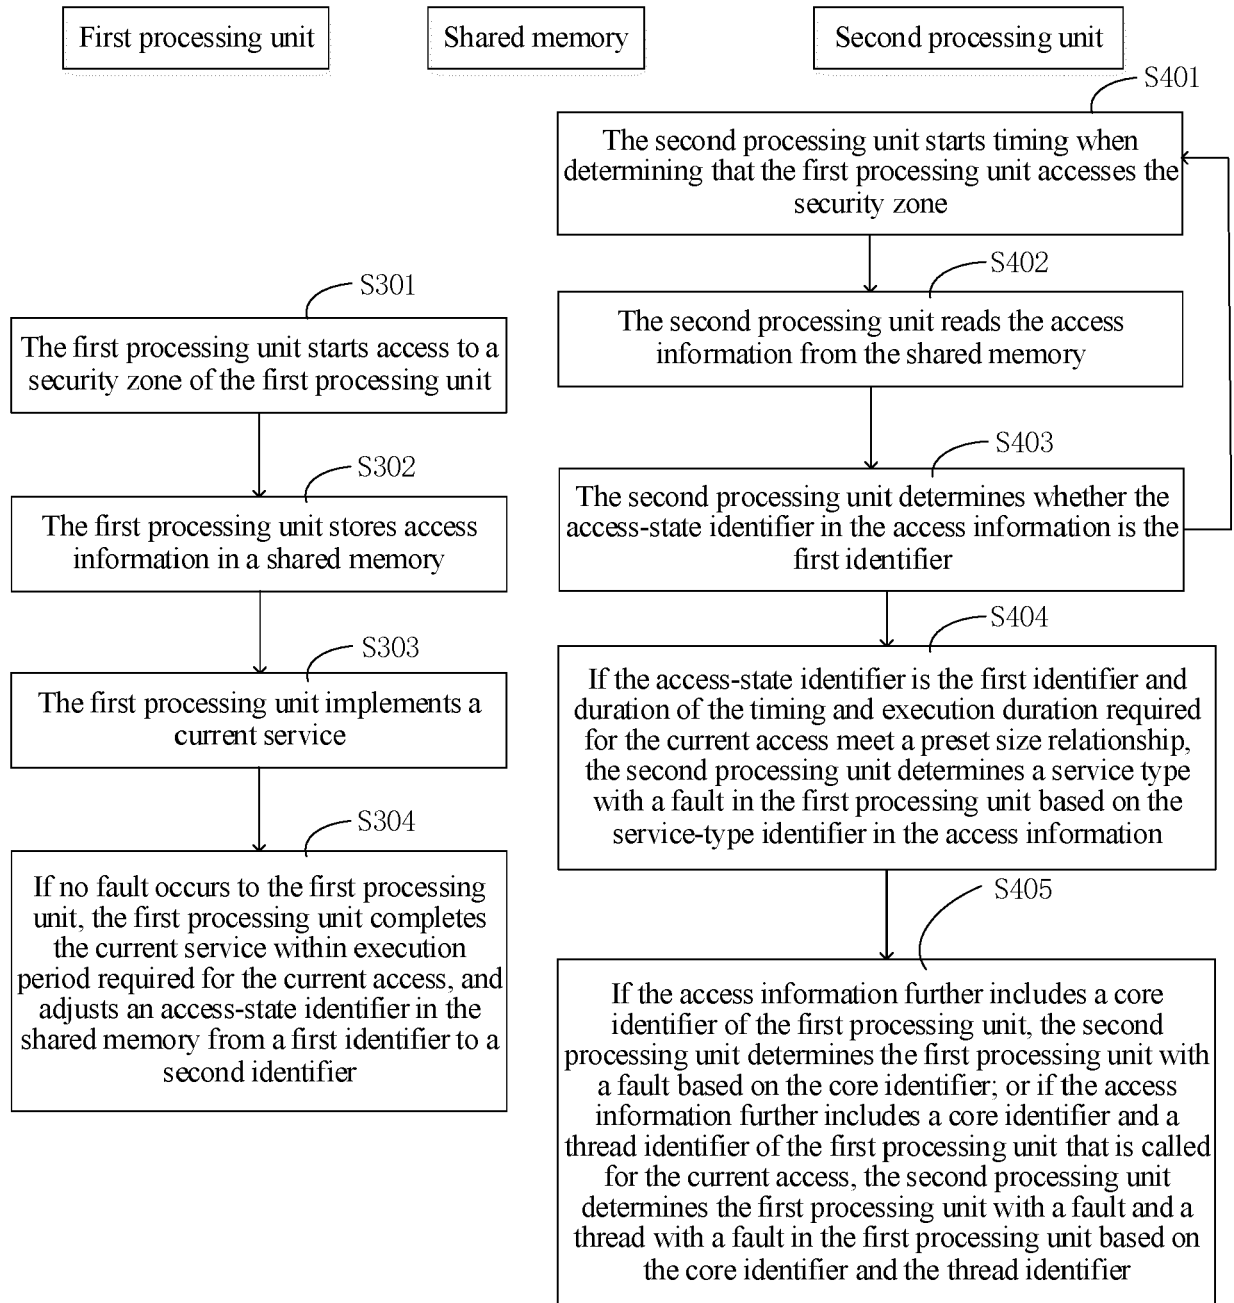 First processing unit
Shared memory
Second processing unit
S401
The second processing unit starts timing when
determining that the first processing unit accesses the
security zone
S402
The second processing unit reads the access
information from the shared memory
S403
The second processing unit determines whether the
access-state identifier in the access information is the
first identifier
S404
If the access-state identifier is the first identifier and
duration of the timing and execution duration required
for the current access meet a preset size relationship,
the second processing unit determines a service type
with a fault in the first processing unit based on the
service-type identifier in the access information
S405
If the access information further includes a core
identifier of the first processing unit, the second
processing unit determines the first processing unit with
a fault based on the core identifier; or if the access
information further includes a core identifier and a
thread identifier of the first processing unit that is called
for the current access, the second processing unit
determines the first processing unit with a fault and a
thread with a fault in the first processing unit based on
the core identifier and the thread identifier
S301
The first processing unit starts access to a
security zone of the first processing unit
S302
The first processing unit stores access
information in a shared memory
S303
The first processing unit implements a
current service
S304
If no fault occurs to the first processing
unit, the first processing unit completes
the current service within execution
period required for the current access, and
adjusts an access-state identifier in the
shared memory from a first identifier to a
second identifier